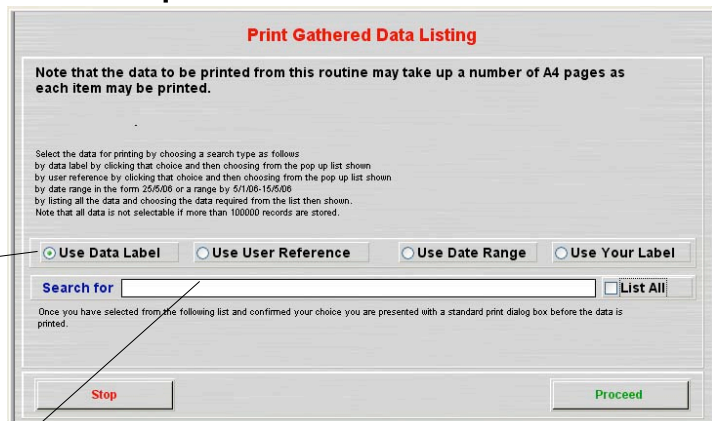 Print Gathered Data Listing
Note that the data to be printed from this routine may take up a number of A4 pages as
each item may be printed.
Select the data for printing by choosing a search type as follows
by data label by clicking that choice and then choosing from the pop up list shown
by user reference by clicking that choice and then choosing from the pop up list shown
by date range in the form 25/5/06 or a range by 5/1/06-15/5/06
by listing all the data and choosing the data required from the list then shown.
Note that all data is not selectable if more than 100000 records are stored.
Use Data Label Use User Reference Use Date Range Use Your Label
Search for List All
Once you have selected from the following list and confirmed your choice you are presented with a standard print dialog box before the data is
printed.
Stop Proceed